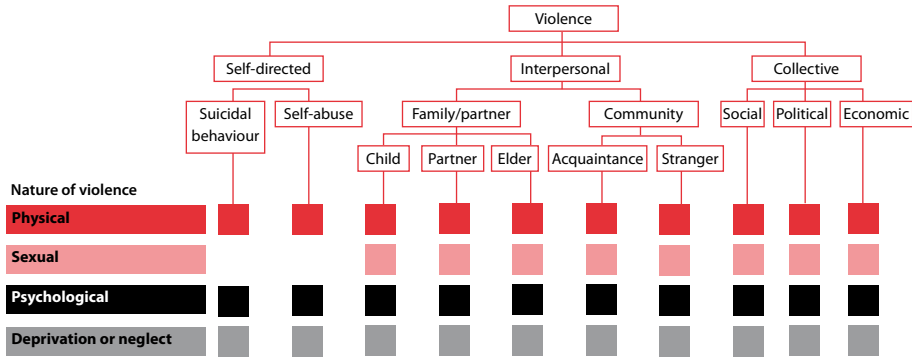 Violence
Self-directed
Interpersonal
Collective
Suicidal
behaviour
Self-abuse
Family/partner
Community
Social
Political
Economic
Child
Partner
Elder
Acquaintance
Stranger
Nature of violence
Physical
Sexual
Psychological
Deprivation or neglect